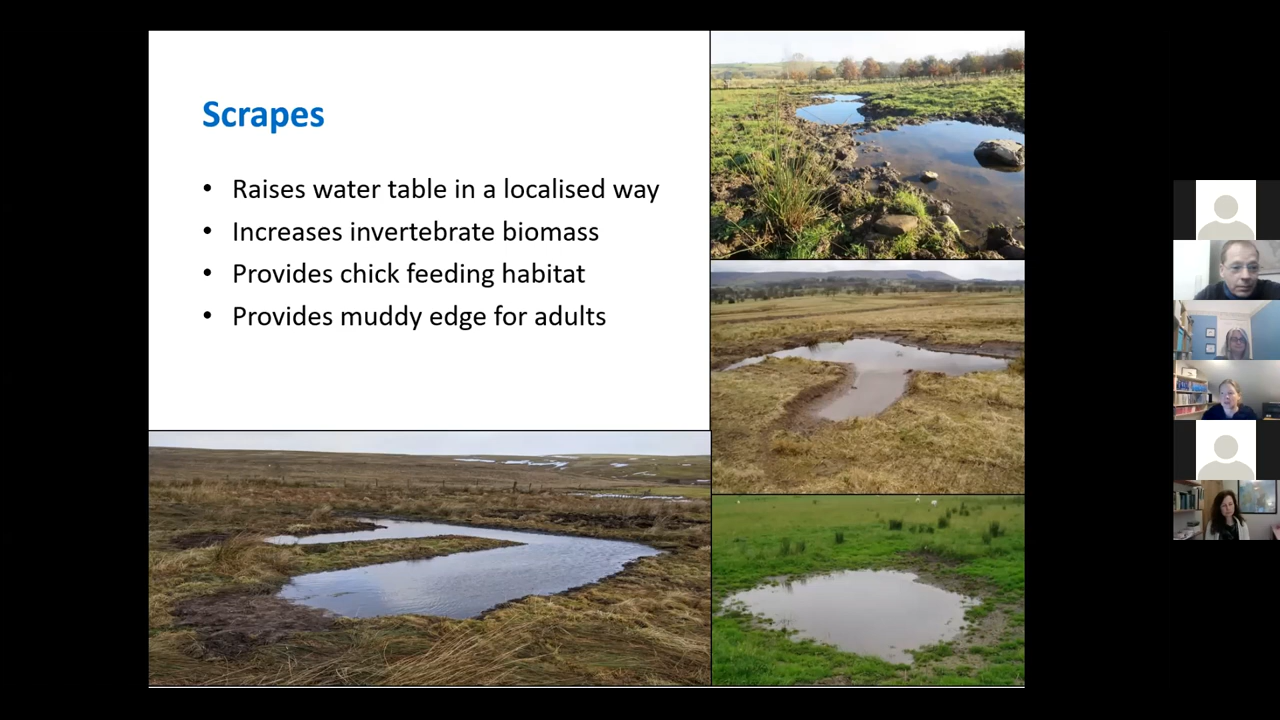 Scrapes
• Raises water table in a localised way
• Increases invertebrate biomass
• Provides chick feeding habitat
• Provides muddy edge for adults